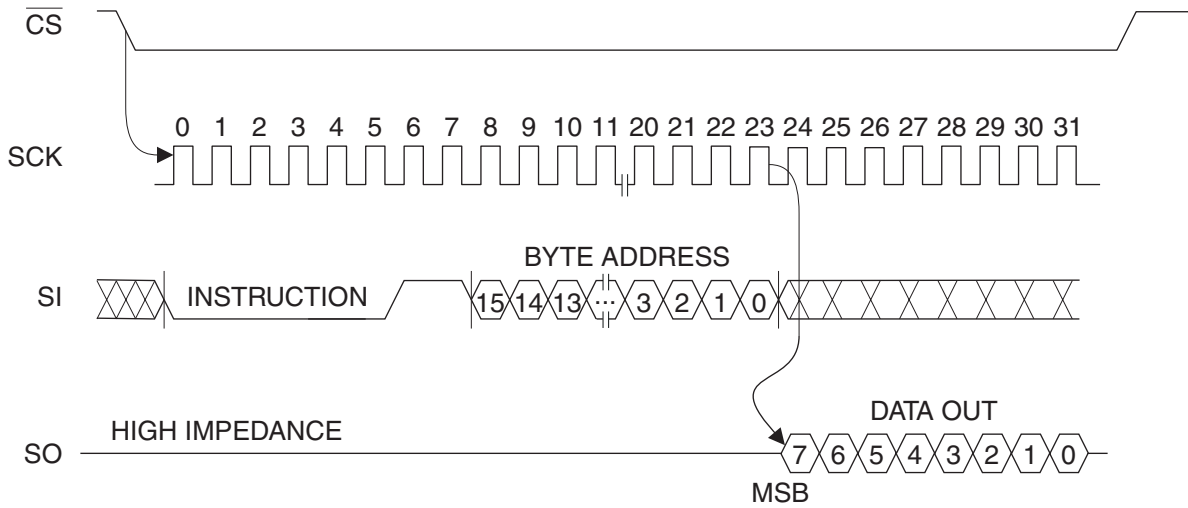 CS
0 1 2 3 4 5 6 7 8 9 10 11 20 21 22 23 24 25 26 27 28 29 30 31
SCK
BYTE ADDRESS
SI INSTRUCTION 15 14 13 ... 3 2 1 0
DATA OUT
HIGH IMPEDANCE
SO 7 6 5 4 3 2 1 0
MSB